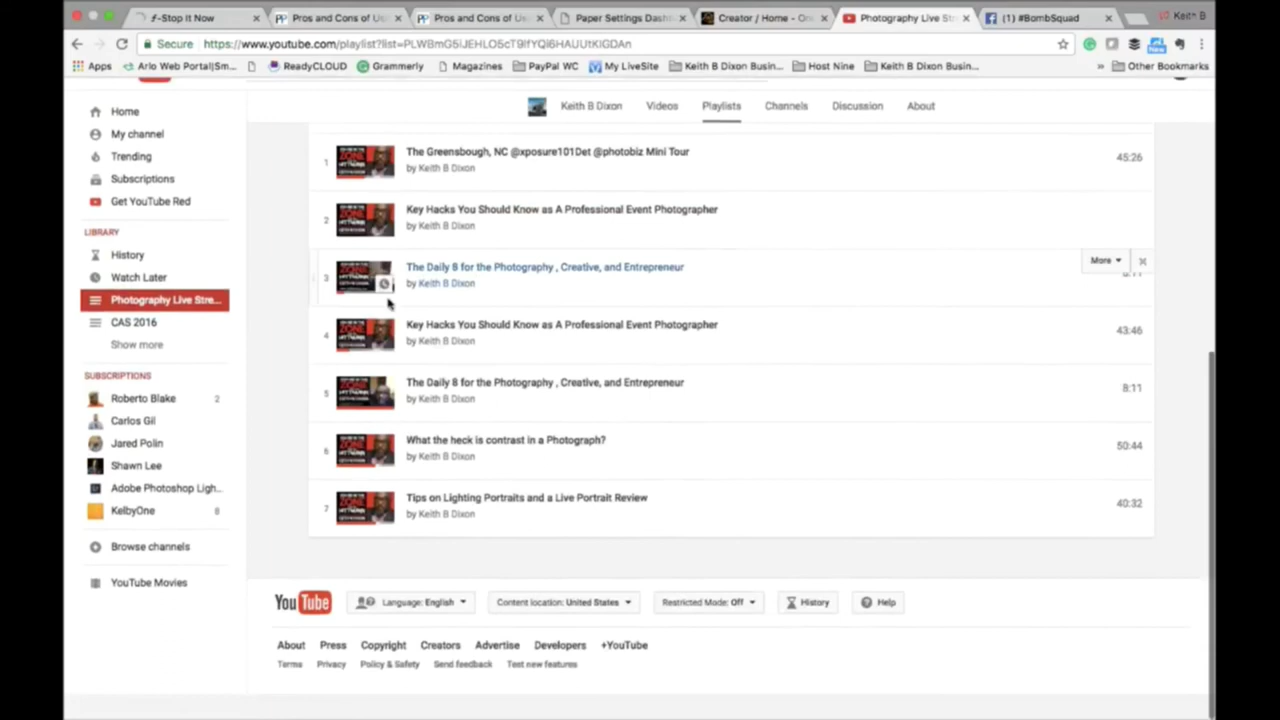 f-Stop It Now
Pros and Cons of Us
Pros and Cons of Us
Paper Settings Dash
Creator / Home - On
Photography Live Str
(1) #BombSquad
Keith B
Secure
https://www.youtube.com/playlist?list=
Apps
Arlo Web Portal|Sm...
ReadyCLOUD
Grammerly
Magazines
PayPal WC
My LiveSite
Keith B Dixon Busin...
Host Nine
Keith B Dixon Busin...
»
Other Bookmarks
Keith B Dixon
Videos
Playlists
Channels
Discussion
About
Home
My channel
Trending
Subscriptions
Get YouTube Red
LIBRARY
History
Watch Later
Photography Live Stre...
CAS 2016
Show more
SUBSCRIPTIONS
Roberto Blake 2
Carlos Gil
Jared Polin
Shawn Lee
Adobe Photoshop Ligh...
KelbyOne 8
Browse channels
YouTube Movies
1 The Greensbough, NC @xposure101Det @photobiz Mini Tour 45:26
by Keith B Dixon
2 Key Hacks You Should Know as A Professional Event Photographer
by Keith B Dixon
3 The Daily 8 for the Photography , Creative, and Entrepreneur More
by Keith B Dixon
4 Key Hacks You Should Know as A Professional Event Photographer 43:46
by Keith B Dixon
5 The Daily 8 for the Photography , Creative, and Entrepreneur 8:11
by Keith B Dixon
6 What the heck is contrast in a Photograph? 50:44
by Keith B Dixon
7 Tips on Lighting Portraits and a Live Portrait Review 40:32
by Keith B Dixon
YouTube
Language: English
Content location: United States
Restricted Mode: Off
History
Help
About Press Copyright Creators Advertise Developers +YouTube
Terms Privacy Policy & Safety Send feedback Test new features